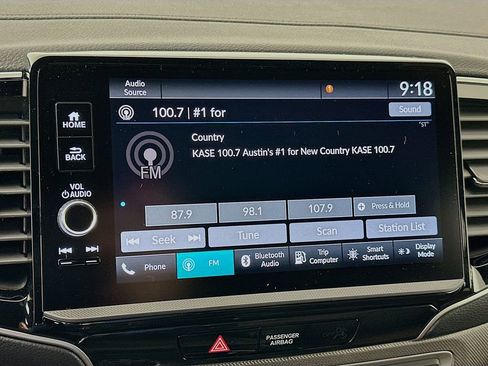 Audio
Source
9:18
100.7 | #1 for
Sound
"ST"
HOME
BACK
VOL
AUDIO
Country
KASE 100.7 Austin's #1 for New Country KASE 100.7
FM
87.9
98.1
107.9
Press & Hold
Seek
Tune
Scan
Station List
Phone
FM
Bluetooth
Audio
Trip
Computer
Smart
Shortcuts
Display
Mode
PASSENGER
AIRBAG